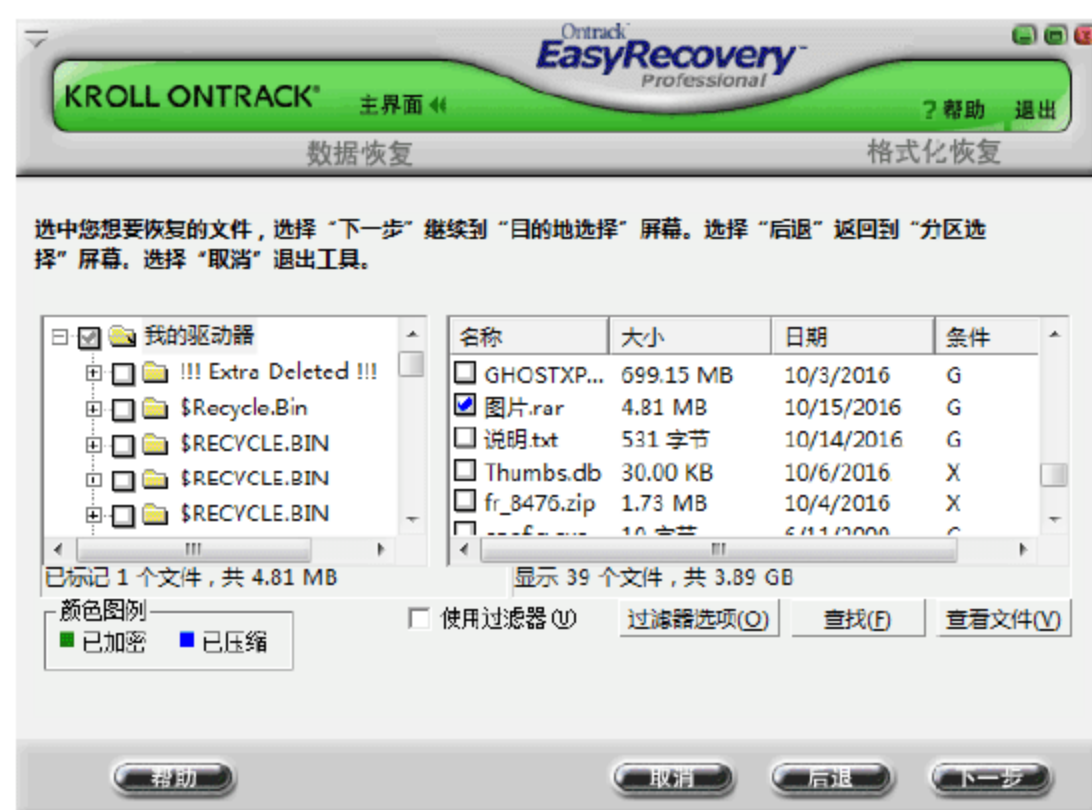 Ontrack
EasyRecovery
Professional
KROLL ONTRACK® 主界面
?帮助 退出
数据恢复 格式化恢复
选中您想要恢复的文件，选择“下一步”继续到“目的地选择”屏幕。选择“后退”返回到“分区选
择”屏幕。选择“取消”退出工具。
我的驱动器
!!! Extra Deleted !!!
$Recycle.Bin
$RECYCLE.BIN
$RECYCLE.BIN
$RECYCLE.BIN
名称 大小 日期 条件
GHOSTXP... 699.15 MB 10/3/2016 G
图片.rar 4.81 MB 10/15/2016 G
说明.txt 531 字节 10/14/2016 G
Thumbs.db 30.00 KB 10/6/2016 X
fr_8476.zip 1.73 MB 10/4/2016 X
已标记 1 个文件，共 4.81 MB 显示 39 个文件，共 3.89 GB
颜色图例
已加密 已压缩
使用过滤器(U) 过滤器选项(O) 查找(F) 查看文件(V)
帮助 取消 后退 下一步